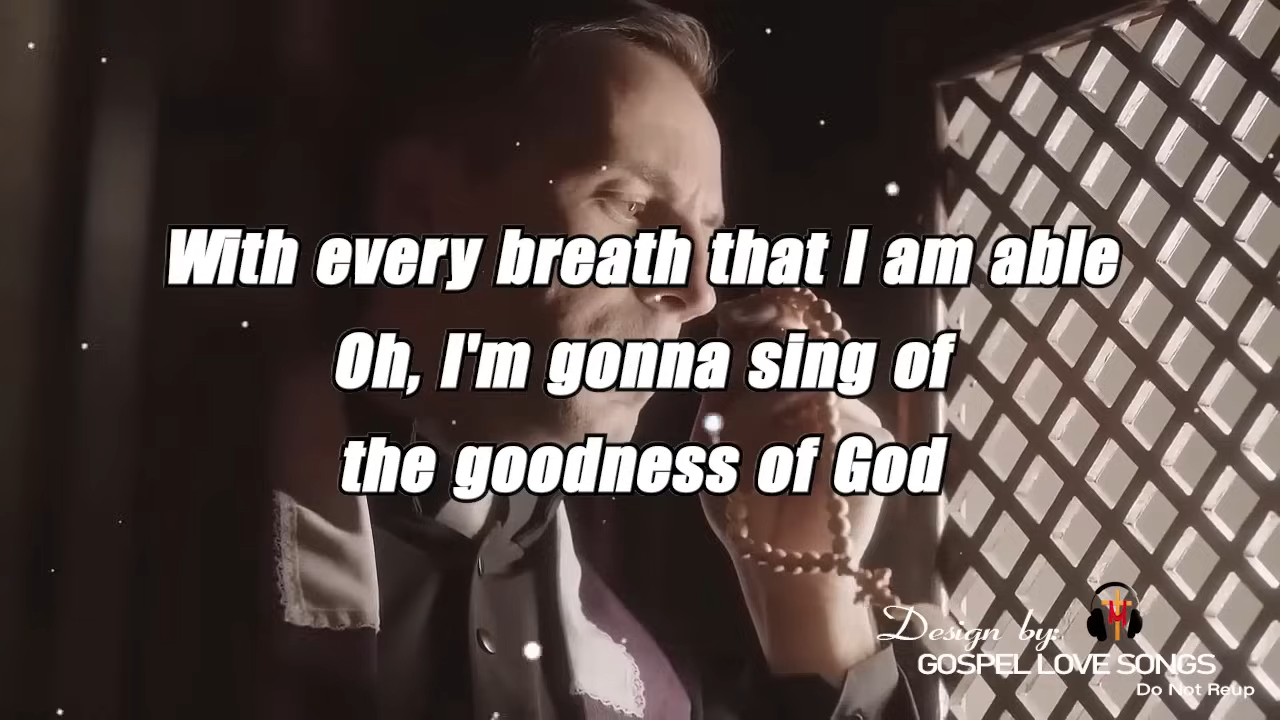 With every breath that I am able
Oh, I'm gonna sing of
the goodness of God
Design by:
GOSPEL LOVE SONGS
Do Not Reup